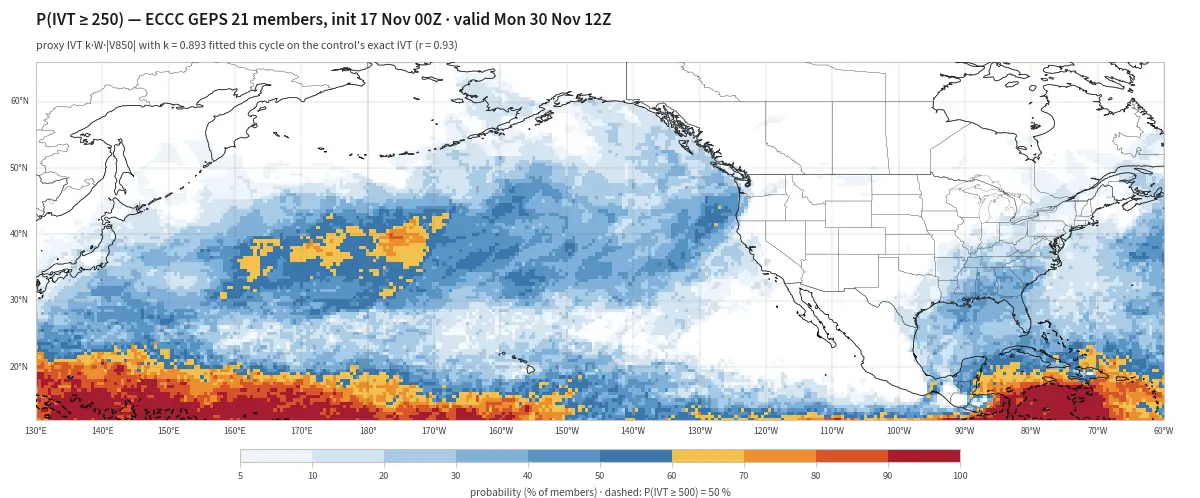 P(IVT ≥ 250) — ECCC GEPS 21 members, init 17 Nov 00Z · valid Mon 30 Nov 12Z
proxy IVT k·W·|V850| with k = 0.893 fitted this cycle on the control's exact IVT (r = 0.93)
60°N
50°N
40°N
30°N
20°N
130°E 140°E 150°E 160°E 170°E 180° 170°W 160°W 150°W 140°W 130°W 120°W 110°W 100°W 90°W 80°W 70°W 60°W
5 10 20 30 40 50 60 70 80 90 100
probability (% of members) · dashed: P(IVT ≥ 500) = 50 %